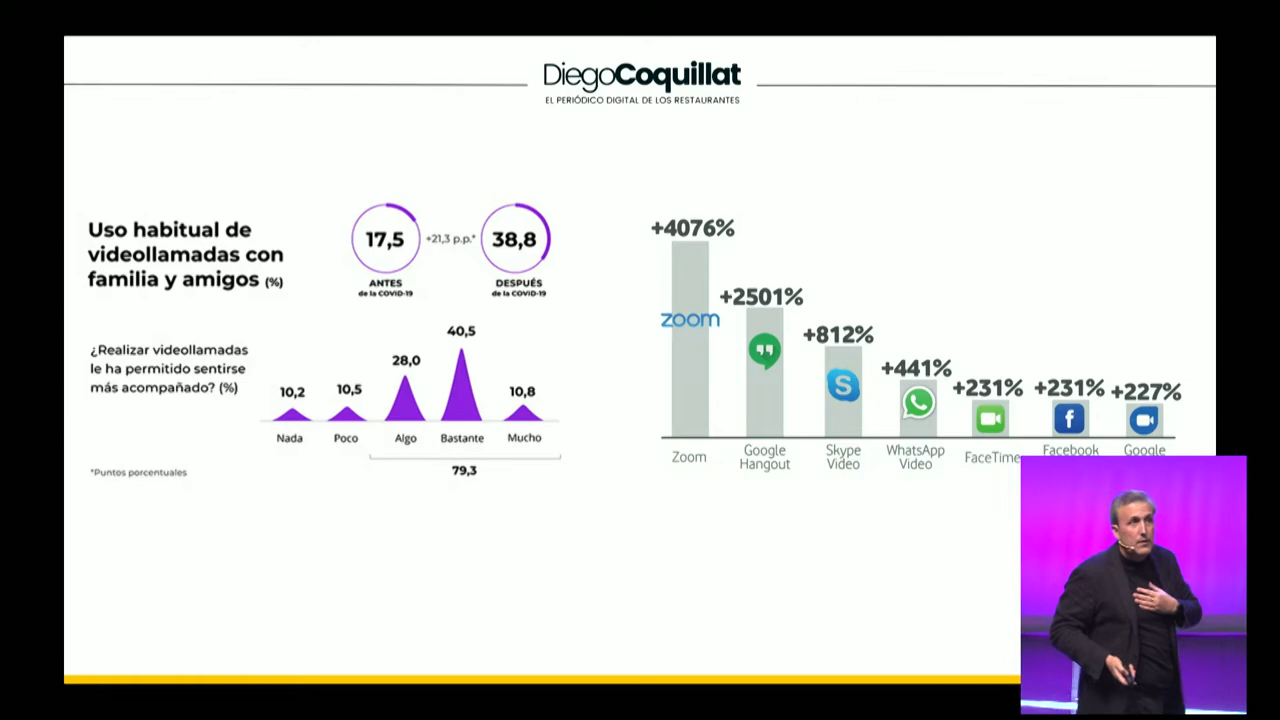 DiegoCoquillat
EL PERIÓDICO DIGITAL DE LOS RESTAURANTES
Uso habitual de
videollamadas con
familia y amigos (%)
17,5
+21,3 p.p.*
38,8
ANTES
de la COVID-19
DESPUÉS
de la COVID-19
¿Realizar videollamadas
le ha permitido sentirse
más acompañado? (%)
10,2
10,5
28,0
40,5
10,8
Nada
Poco
Algo
Bastante
Mucho
79,3
*Puntos porcentuales
+4076%
+2501%
+812%
+441%
+231%
+231%
+227%
zoom
Zoom
Google
Hangout
Skype
Video
WhatsApp
Video
FaceTime
Facebook
Google